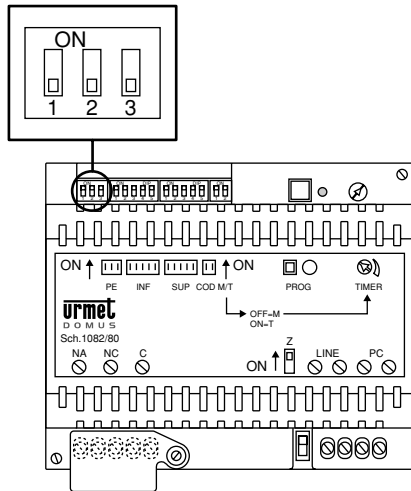 ON
1 2 3
ON ON
PE INF SUP COD M/T PROG TIMER
OFF=M
ON=T
urmet
DOMUS
Sch.1082/80
NA NC C Z LINE PC
ON